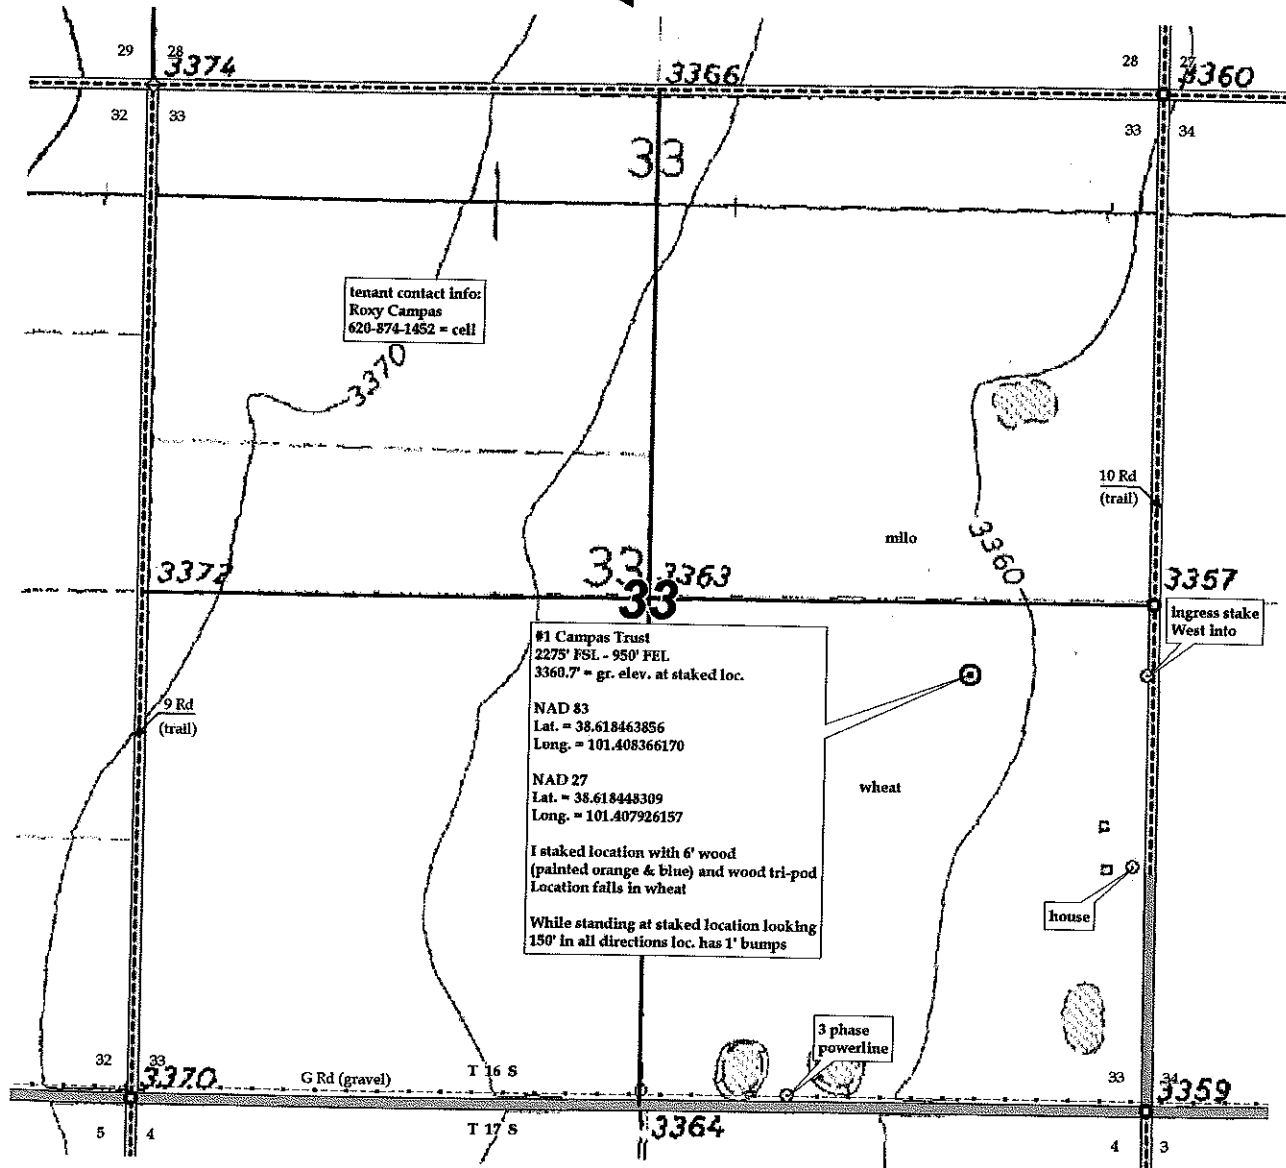 29 28
3374
3366
28 27
3360
32 33
33 34
33
tenant contact info:
Roxy Campas
620-874-1452 = cell
3370
10 Rd
(trail)
milo
3360
3372
33
3363
33
3357
ingress stake
West into
#1 Campas Trust
2275' FSL - 950' FEL
3360.7' = gr. elev. at staked loc.
NAD 83
Lat. = 38.618463856
Long. = 101.408366170
NAD 27
Lat. = 38.618448309
Long. = 101.407926157
I staked location with 6' wood
(painted orange & blue) and wood tri-pod
Location falls in wheat
While standing at staked location looking
150' in all directions loc. has 1' bumps
9 Rd
(trail)
wheat
house
3 phase
powerline
32 33
3370
G Rd (gravel)
T 16 S
33 34
3359
5 4
T 17 S
3364
4 3